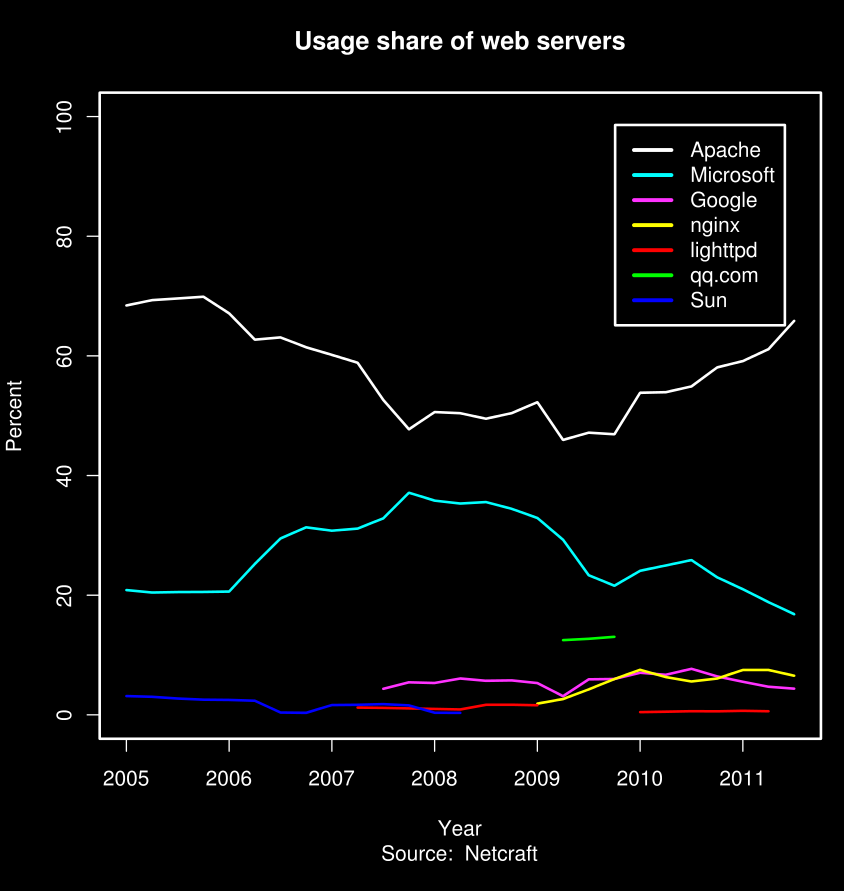 Usage share of web servers
100
80
60
40
20
0
Percent
Apache
Microsoft
Google
nginx
lighttpd
qq.com
Sun
2005 2006 2007 2008 2009 2010 2011
Year
Source:  Netcraft